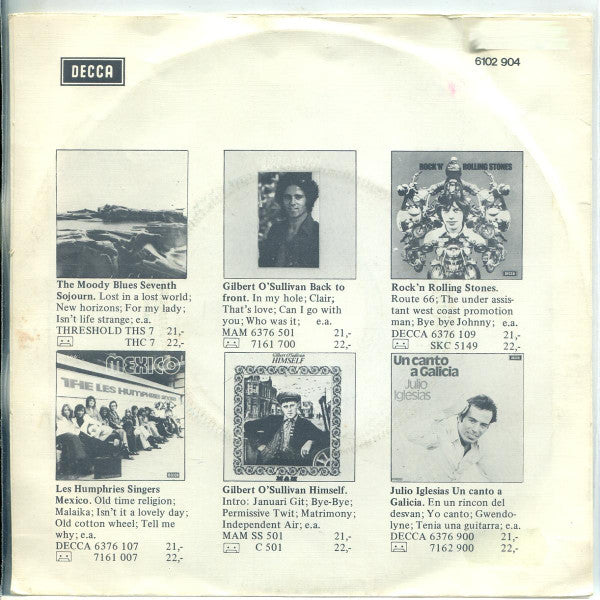 DECCA
6102 904
ROCK'N' ROLLING STONES
The Moody Blues Seventh
Sojourn. Lost in a lost world;
New horizons; For my lady;
Isn't life strange; e.a.
THRESHOLD THS 7 21,-
THC 7 22,-
Gilbert O'Sullivan Back to
front. In my hole; Clair;
That's love; Can I go with
you; Who was it; e.a.
MAM 6376 501 21,-
7161 700 22,-
Rock'n Rolling Stones.
Route 66; The under assis-
tant west coast promotion
man; Bye bye Johnny; e.a.
DECCA 6376 109 21,-
SKC 5149 22,-
MEXICO
THE LES HUMPHRIES SINGERS
Gilbert O'Sullivan
HIMSELF
MAM
Un canto
a Galicia
Julio
Iglesias
Les Humphries Singers
Mexico. Old time religion;
Malaika; Isn't it a lovely day;
Old cotton wheel; Tell me
why; e.a.
DECCA 6376 107 21,-
7161 007 22,-
Gilbert O'Sullivan Himself.
Intro: Januari Git; Bye-Bye;
Permissive Twit; Matrimony;
Independent Air; e.a.
MAM SS 501 21,-
C 501 22,-
Julio Iglesias Un canto a
Galicia. En un rincon del
desvan; Yo canto; Gwendo-
lyne; Tenia una guitarra; e.a.
DECCA 6376 900 21,-
7162 900 22,-